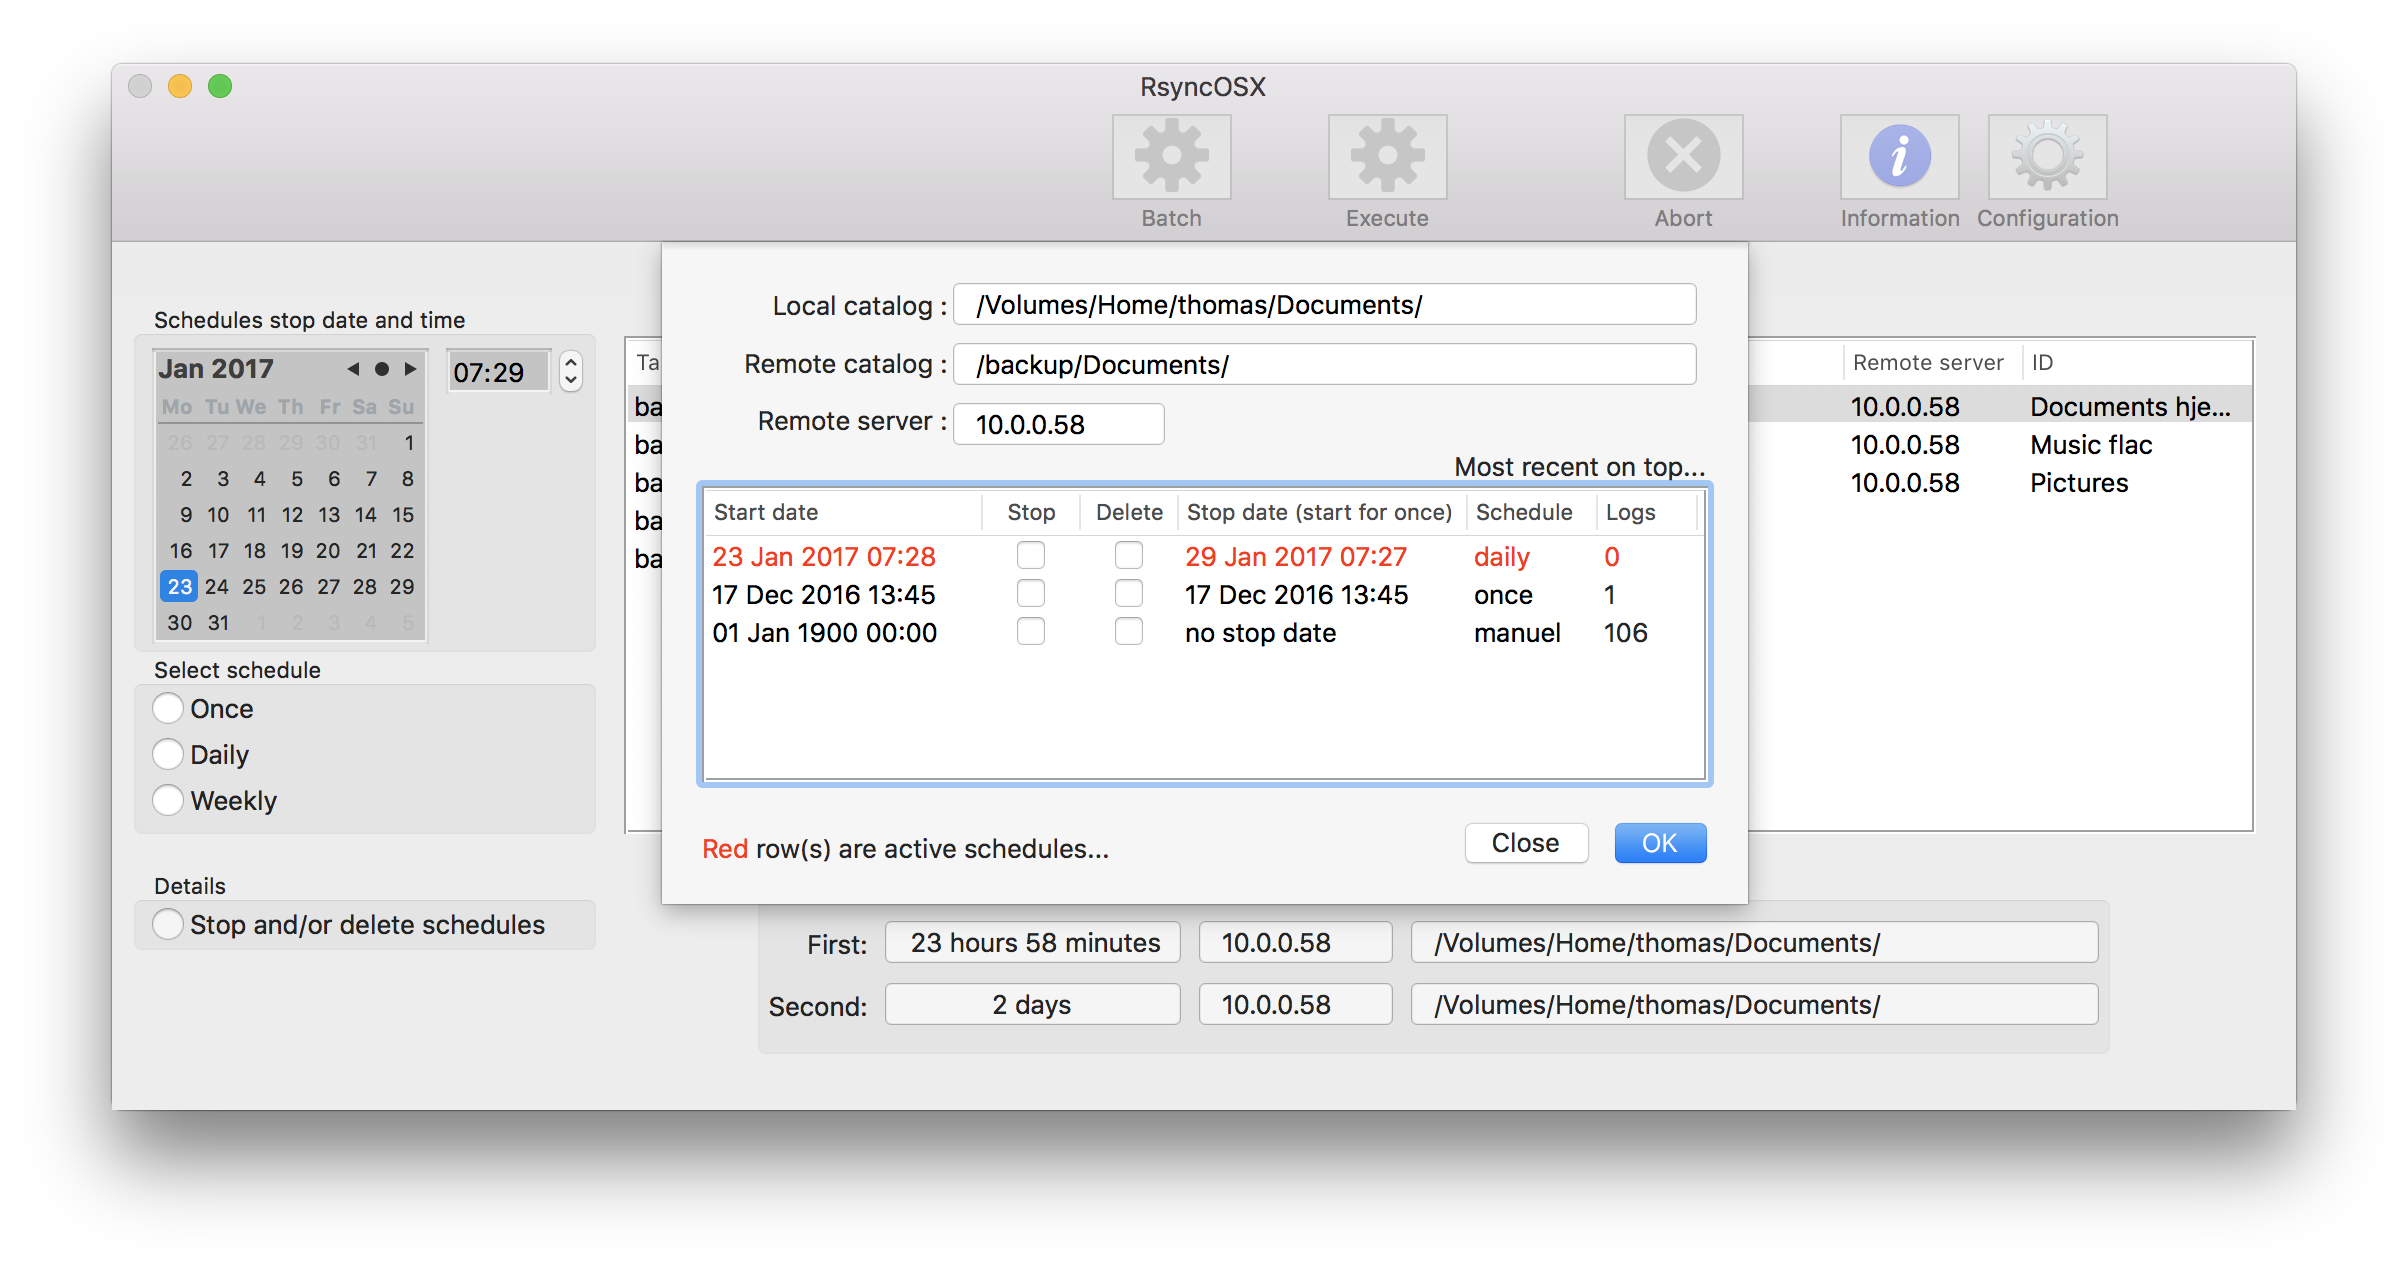 RsyncOSX
Batch
Execute
Abort
Information
Configuration
Schedules stop date and time
Jan 2017
07:29
Mo Tu We Th Fr Sa Su
26 27 28 29 30 31 1
2 3 4 5 6 7 8
9 10 11 12 13 14 15
16 17 18 19 20 21 22
23 24 25 26 27 28 29
30 31 1 2 3 4 5
Select schedule
Once
Daily
Weekly
Details
Stop and/or delete schedules
Ta
ba
ba
ba
ba
ba
Local catalog : /Volumes/Home/thomas/Documents/
Remote catalog : /backup/Documents/
Remote server : 10.0.0.58
Most recent on top...
Start date Stop Delete Stop date (start for once) Schedule Logs
23 Jan 2017 07:28 29 Jan 2017 07:27 daily 0
17 Dec 2016 13:45 17 Dec 2016 13:45 once 1
01 Jan 1900 00:00 no stop date manuel 106
Red row(s) are active schedules...
Close
OK
Remote server ID
10.0.0.58 Documents hje...
10.0.0.58 Music flac
10.0.0.58 Pictures
First: 23 hours 58 minutes 10.0.0.58 /Volumes/Home/thomas/Documents/
Second: 2 days 10.0.0.58 /Volumes/Home/thomas/Documents/